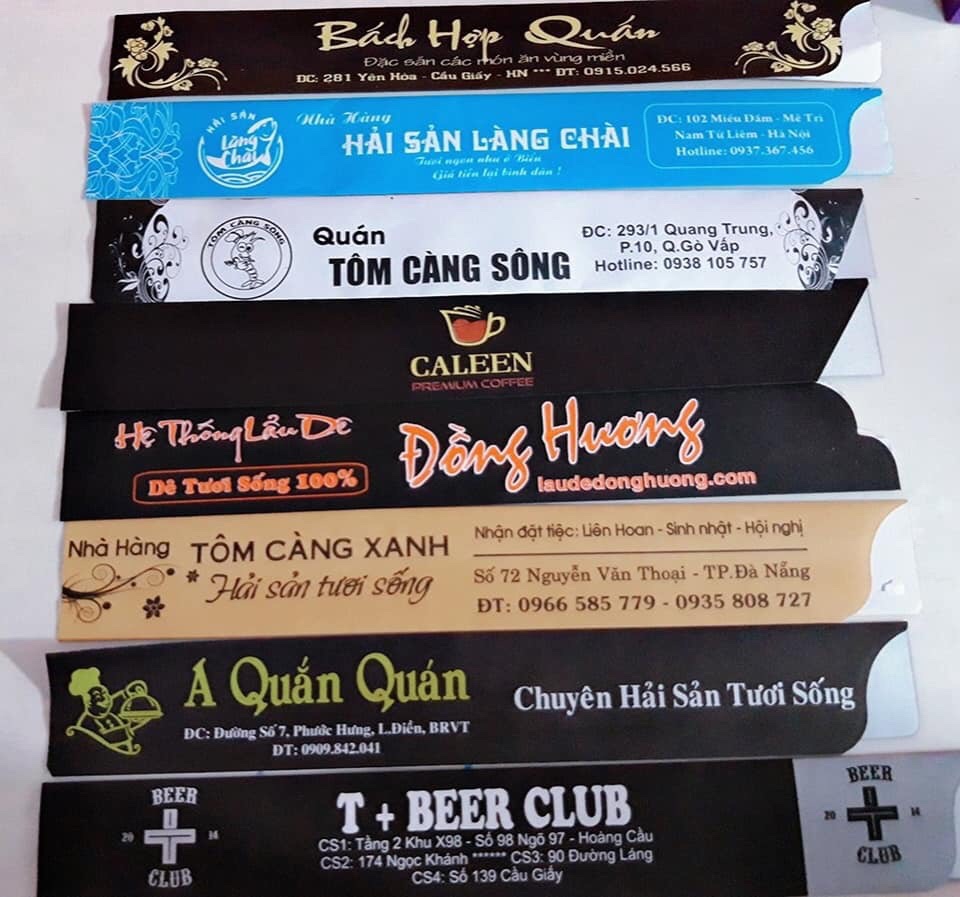 Bách Hợp Quán
Đặc sản các món ăn vùng miền
ĐC: 281 Yên Hòa - Cầu Giấy - HN *** ĐT: 0915.024.566
HẢI SẢN
Làng
Chài
Nhà Hàng
HẢI SẢN LÀNG CHÀI
Tươi ngon như ở Biển
Giá tiền lại bình dân !
ĐC: 102 Miếu Đầm - Mễ Trì
Nam Từ Liêm - Hà Nội
Hotline: 0937.367.456
TÔM CÀNG SÔNG
Quán
TÔM CÀNG SÔNG
ĐC: 293/1 Quang Trung,
P.10, Q.Gò Vấp
Hotline: 0938 105 757
CALEEN
PREMIUM COFFEE
Hệ Thống Lẩu Dê
Dê Tươi Sống 100%
Đồng Hương
laudedonghuong.com
Nhà Hàng
TÔM CÀNG XANH
Hải sản tươi sống
Nhận đặt tiệc: Liên Hoan - Sinh nhật - Hội nghị
Số 72 Nguyễn Văn Thoại - TP.Đà Nẵng
ĐT: 0966 585 779 - 0935 808 727
A Quắn Quán
ĐC: Đường Số 7, Phước Hưng, L.Điền, BRVT
ĐT: 0909.842.041
Chuyên Hải Sản Tươi Sống
BEER
20 14
CLUB
T + BEER CLUB
CS1: Tầng 2 Khu X98 - Số 98 Ngõ 97 - Hoàng Cầu
CS2: 174 Ngọc Khánh ****** CS3: 90 Đường Láng
CS4: Số 139 Cầu Giấy
BEER
20 14
CLUB